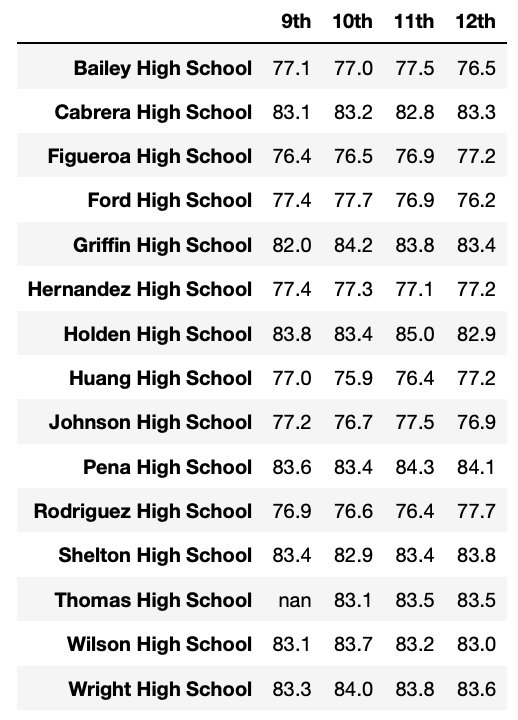 9th 10th 11th 12th
Bailey High School 77.1 77.0 77.5 76.5
Cabrera High School 83.1 83.2 82.8 83.3
Figueroa High School 76.4 76.5 76.9 77.2
Ford High School 77.4 77.7 76.9 76.2
Griffin High School 82.0 84.2 83.8 83.4
Hernandez High School 77.4 77.3 77.1 77.2
Holden High School 83.8 83.4 85.0 82.9
Huang High School 77.0 75.9 76.4 77.2
Johnson High School 77.2 76.7 77.5 76.9
Pena High School 83.6 83.4 84.3 84.1
Rodriguez High School 76.9 76.6 76.4 77.7
Shelton High School 83.4 82.9 83.4 83.8
Thomas High School nan 83.1 83.5 83.5
Wilson High School 83.1 83.7 83.2 83.0
Wright High School 83.3 84.0 83.8 83.6